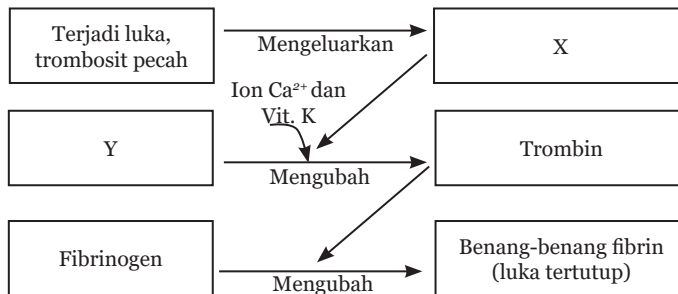 Terjadi luka,
trombosit pecah
Mengeluarkan
X
Ion Ca²⁺ dan
Vit. K
Y
Mengubah
Trombin
Fibrinogen
Mengubah
Benang-benang fibrin
(luka tertutup)